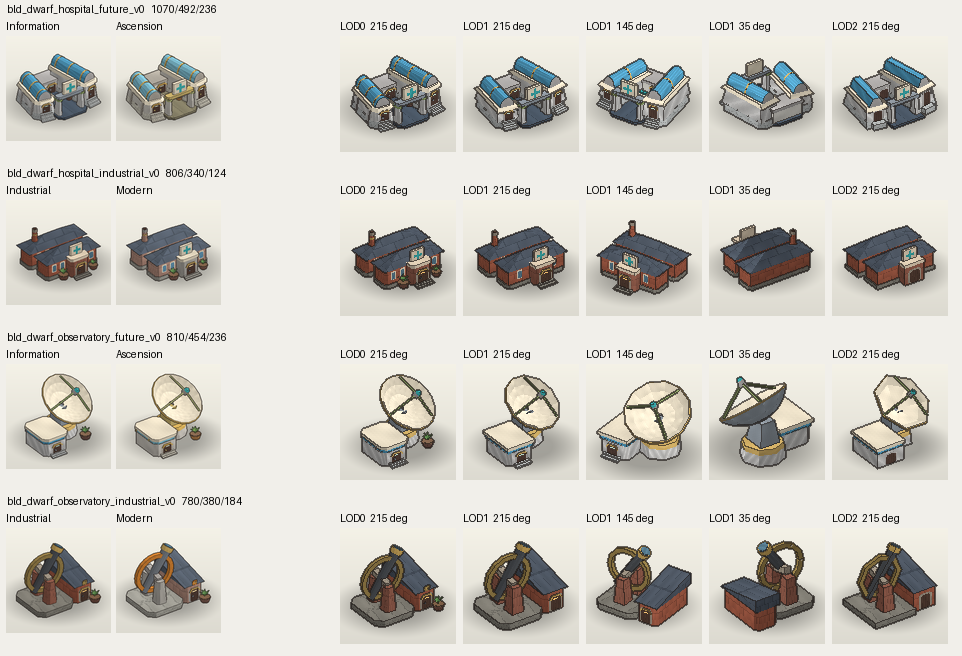 bld_dwarf_hospital_future_v0 1070/492/236
Information Ascension LOD0 215 deg LOD1 215 deg LOD1 145 deg LOD1 35 deg LOD2 215 deg
bld_dwarf_hospital_industrial_v0 806/340/124
Industrial Modern LOD0 215 deg LOD1 215 deg LOD1 145 deg LOD1 35 deg LOD2 215 deg
bld_dwarf_observatory_future_v0 810/454/236
Information Ascension LOD0 215 deg LOD1 215 deg LOD1 145 deg LOD1 35 deg LOD2 215 deg
bld_dwarf_observatory_industrial_v0 780/380/184
Industrial Modern LOD0 215 deg LOD1 215 deg LOD1 145 deg LOD1 35 deg LOD2 215 deg